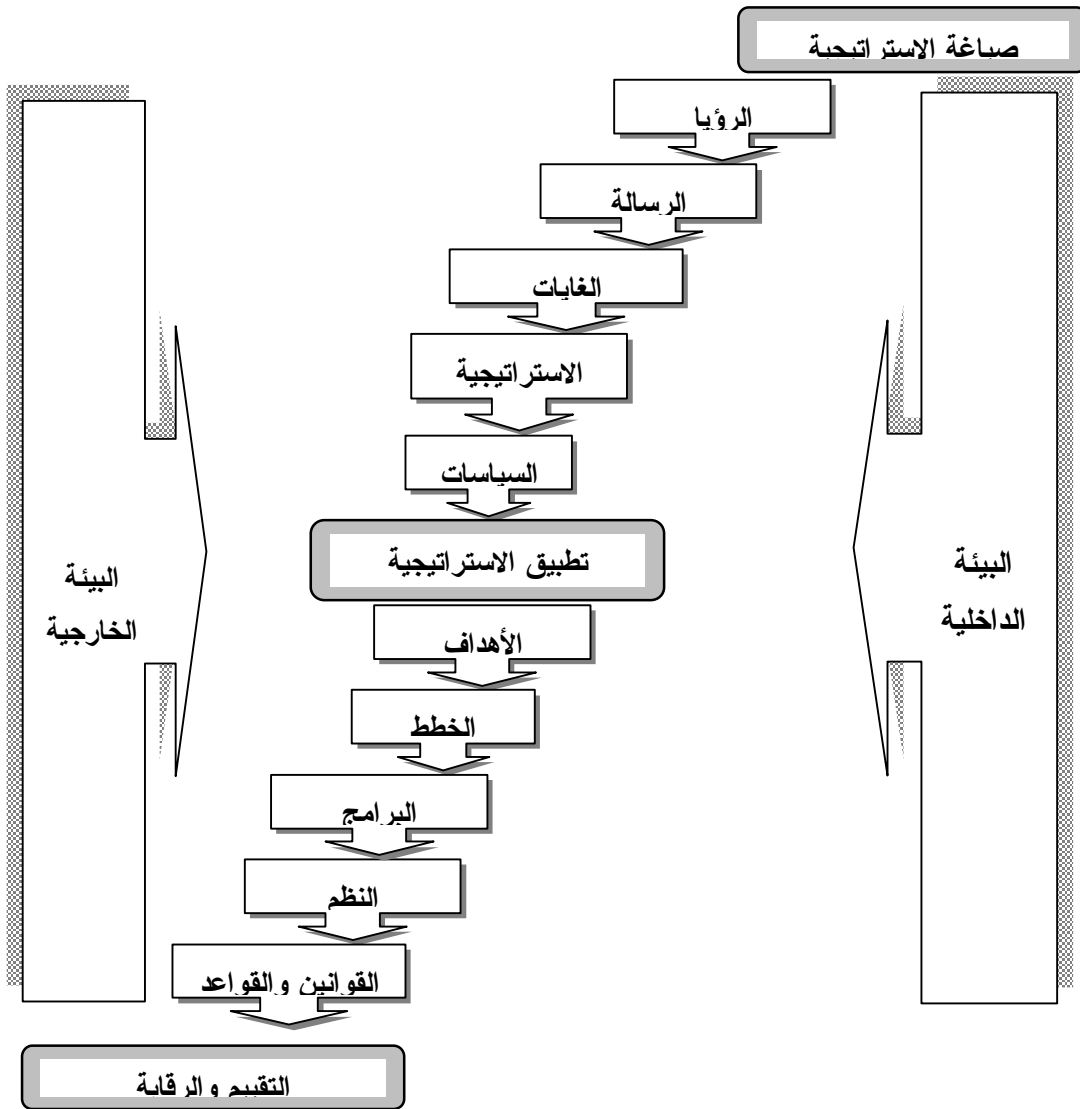 صياغة الاستراتيجية
الرؤيا
الرسالة
الغايات
الاستراتيجية
السياسات
تطبيق الاستراتيجية
الأهداف
الخطط
البرامج
النظم
القوانين والقواعد
التقييم والرقابة
البيئة
الداخلية
البيئة
الخارجية